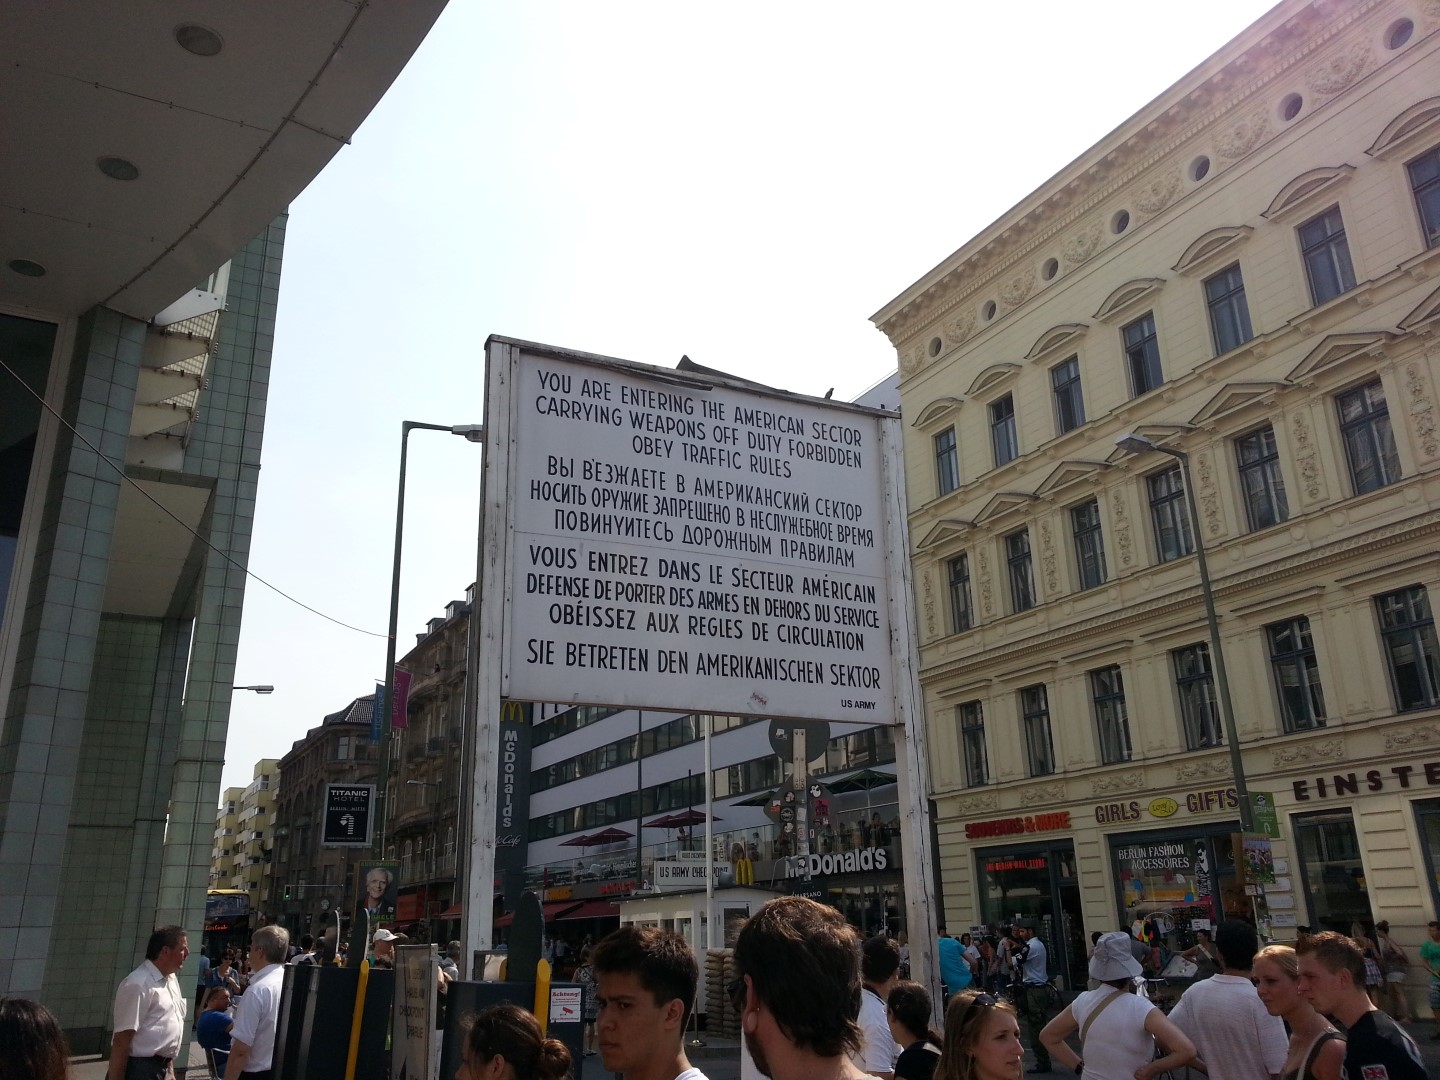 YOU ARE ENTERING THE AMERICAN SECTOR
CARRYING WEAPONS OFF DUTY FORBIDDEN
OBEY TRAFFIC RULES
ВЫ ВЪЕЗЖАЕТЕ В АМЕРИКАНСКИЙ СЕКТОР
НОСИТЬ ОРУЖИЕ ЗАПРЕЩЕНО В НЕСЛУЖЕБНОЕ ВРЕМЯ
ПОВИНУИТЕСЬ ДОРОЖНЫМ ПРАВИЛАМ
VOUS ENTREZ DANS LE SECTEUR AMÉRICAIN
DEFENSE DE PORTER DES ARMES EN DEHORS DU SERVICE
OBÉISSEZ AUX REGLES DE CIRCULATION
SIE BETRETEN DEN AMERIKANISCHEN SEKTOR
US ARMY
McDonald's
TITANIC
HOTEL
BERLIN - MITTE
U S ARMY CHECKPOINT
McDonald's
SOUVENIRS & MORE
GIRLS
GIFTS
EINSTE
BERLIN FASHION
ACCESSOIRES
Achtung!